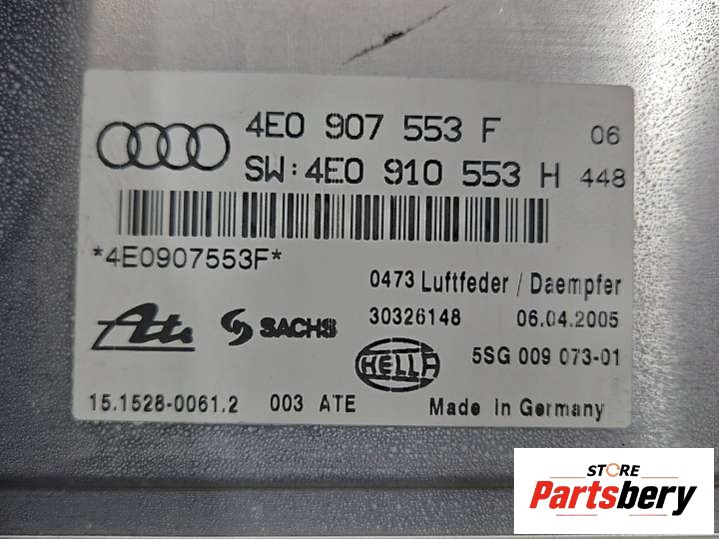 4E0 907 553 F 06
SW:4E0 910 553 H 448
*4E0907553F*
0473 Luftfeder / Daempfer
Ate SACHS 30326148 06.04.2005
HELLA 5SG 009 073-01
15.1528-0061.2 003 ATE Made in Germany
STORE
Partsbery